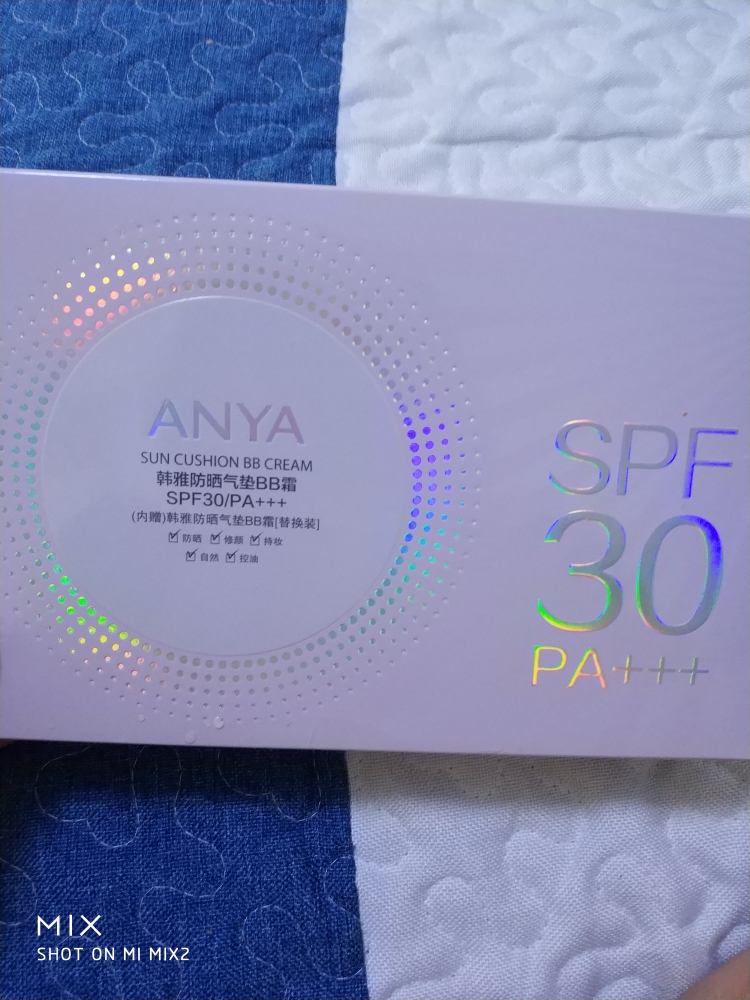 ANYA
SUN CUSHION BB CREAM
韩雅防晒气垫BB霜
SPF30/PA+++
(内赠)韩雅防晒气垫BB霜[替换装]
防晒 修颜 持妆
自然 控油
SPF
30
PA+++
MIX
SHOT ON MI MIX2